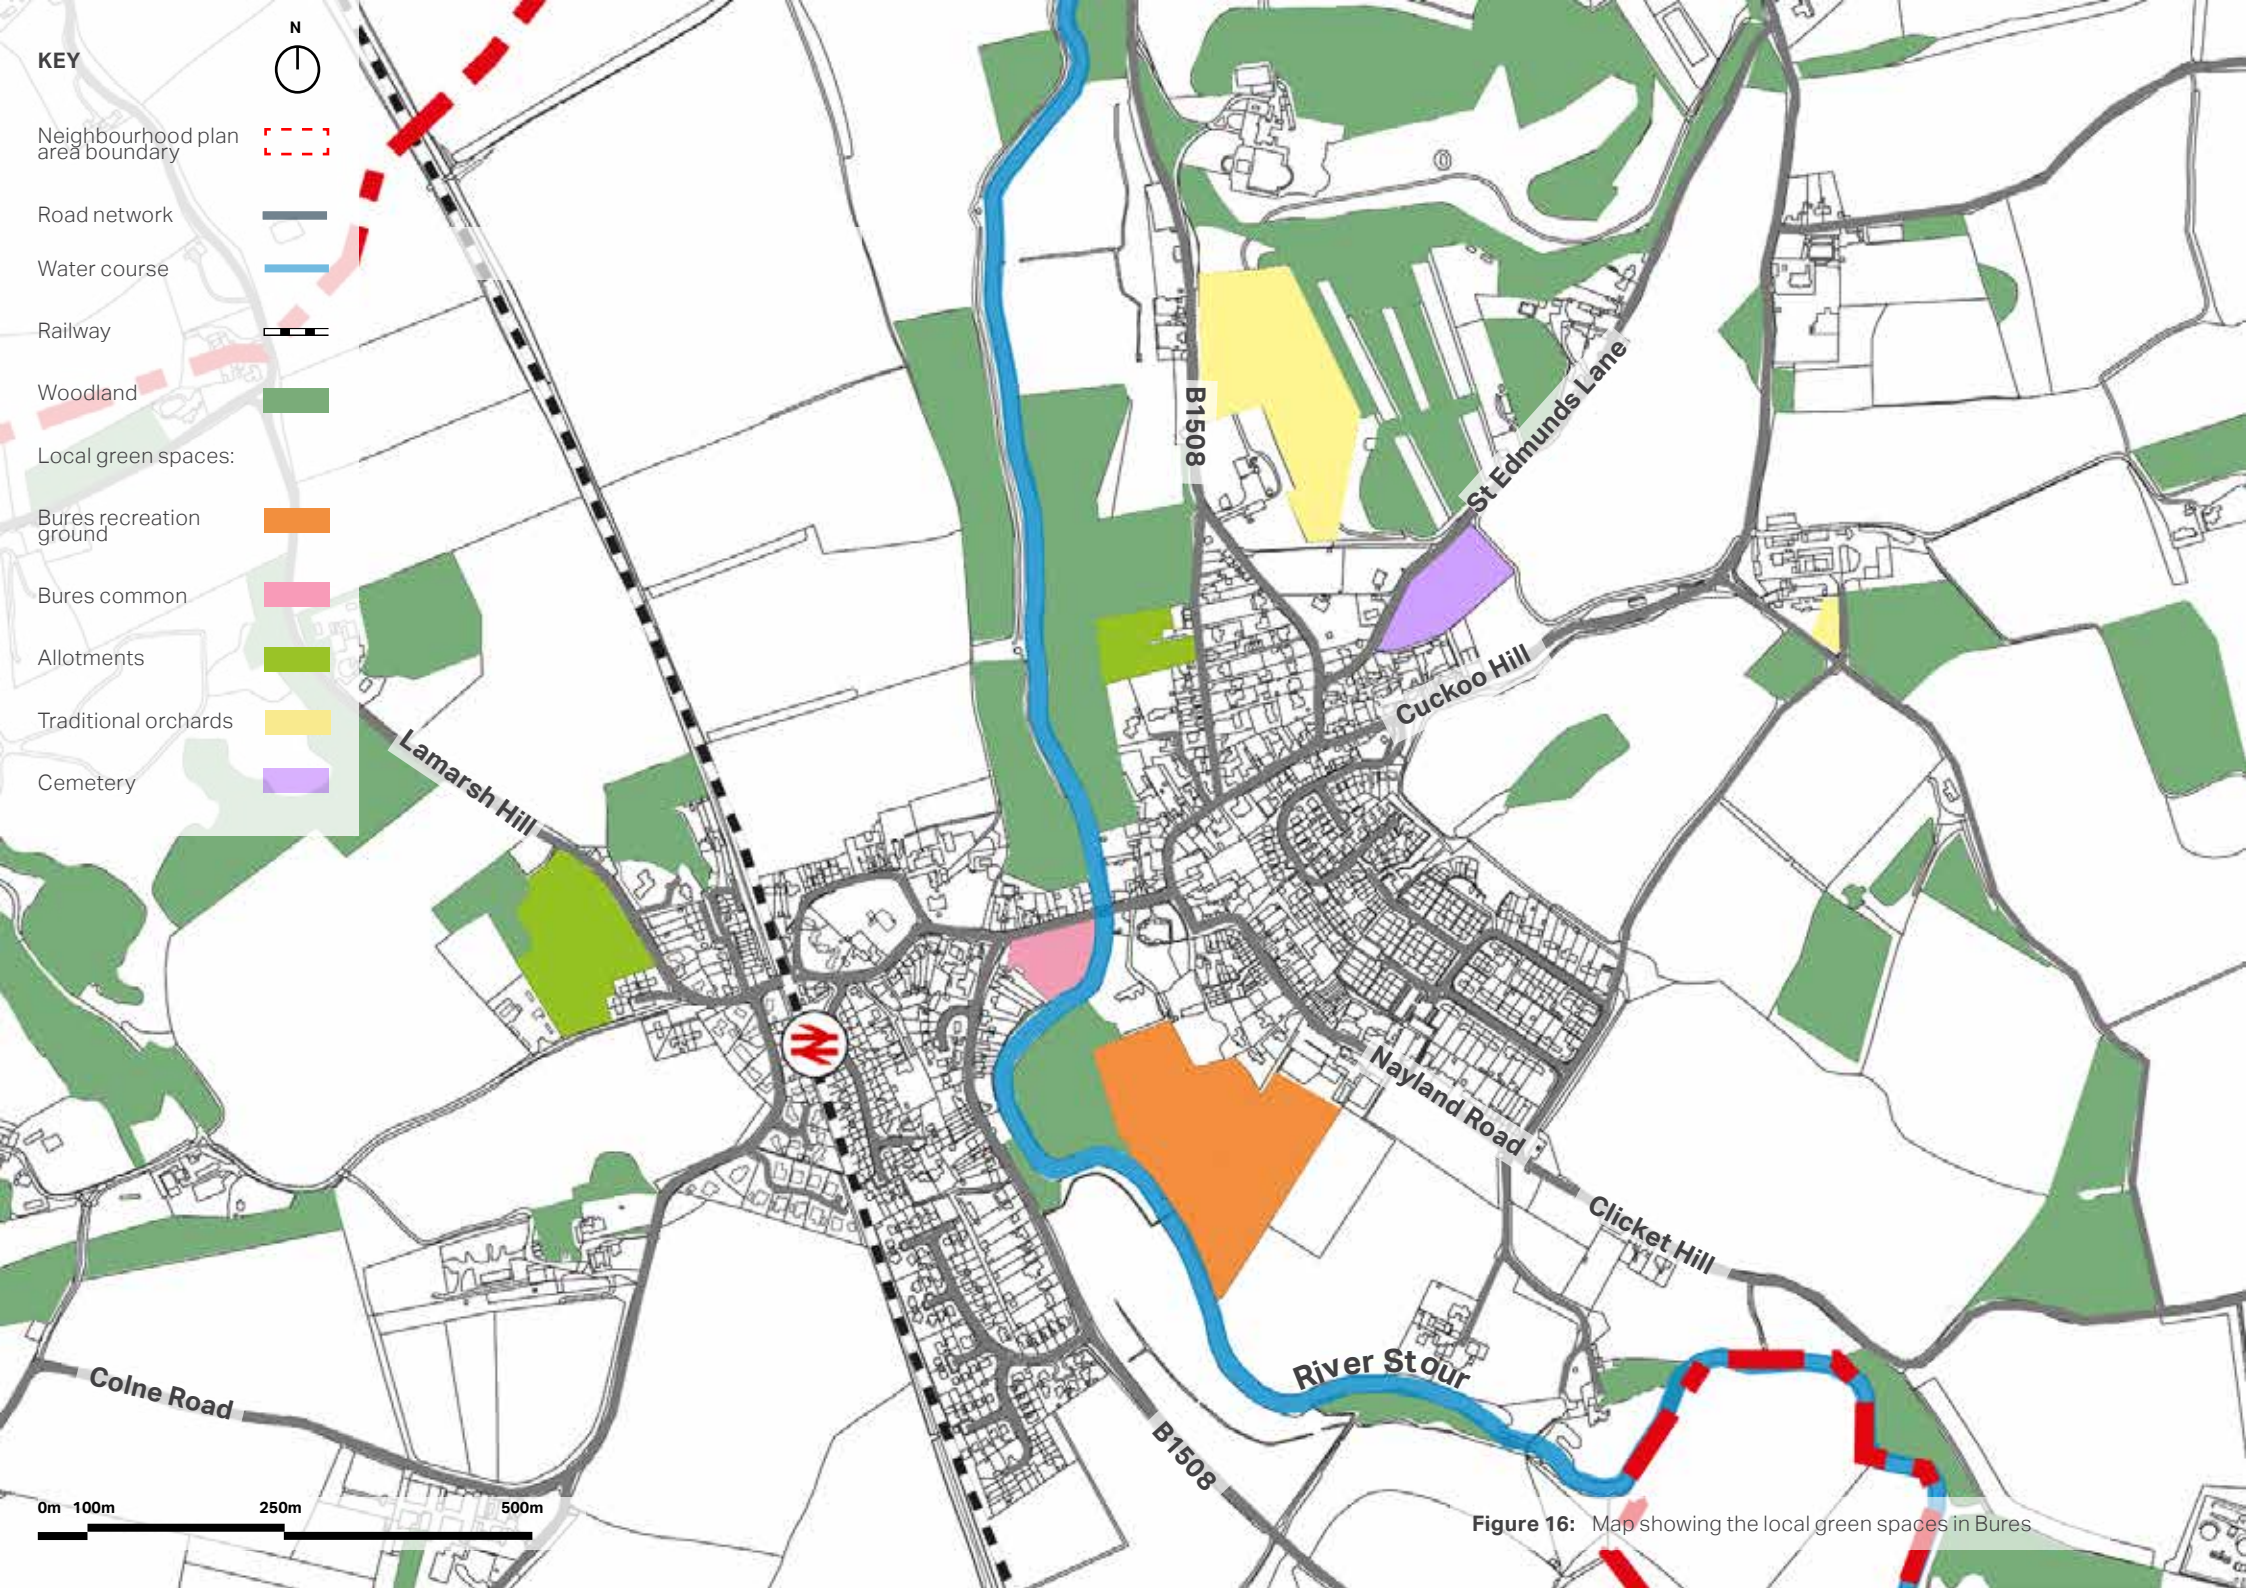 KEY
N
Neighbourhood plan
area boundary
Road network
Water course
Railway
Woodland
Local green spaces:
Bures recreation
ground
Bures common
Allotments
Traditional orchards
Cemetery
B1508
St Edmunds Lane
Cuckoo Hill
Lamarsh Hill
Nayland Road
Clicket Hill
River Stour
Colne Road
B1508
0m 100m 250m 500m
Figure 16: Map showing the local green spaces in Bures